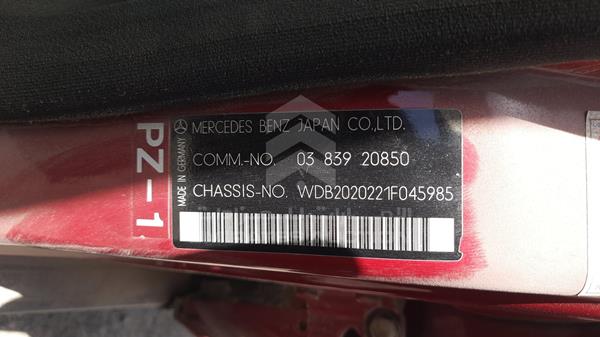 MERCEDES BENZ JAPAN CO.,LTD.
COMM.-NO. 03 839 20850
CHASSIS-NO. WDB2020221F045985
MADE IN GERMANY
PZ-1